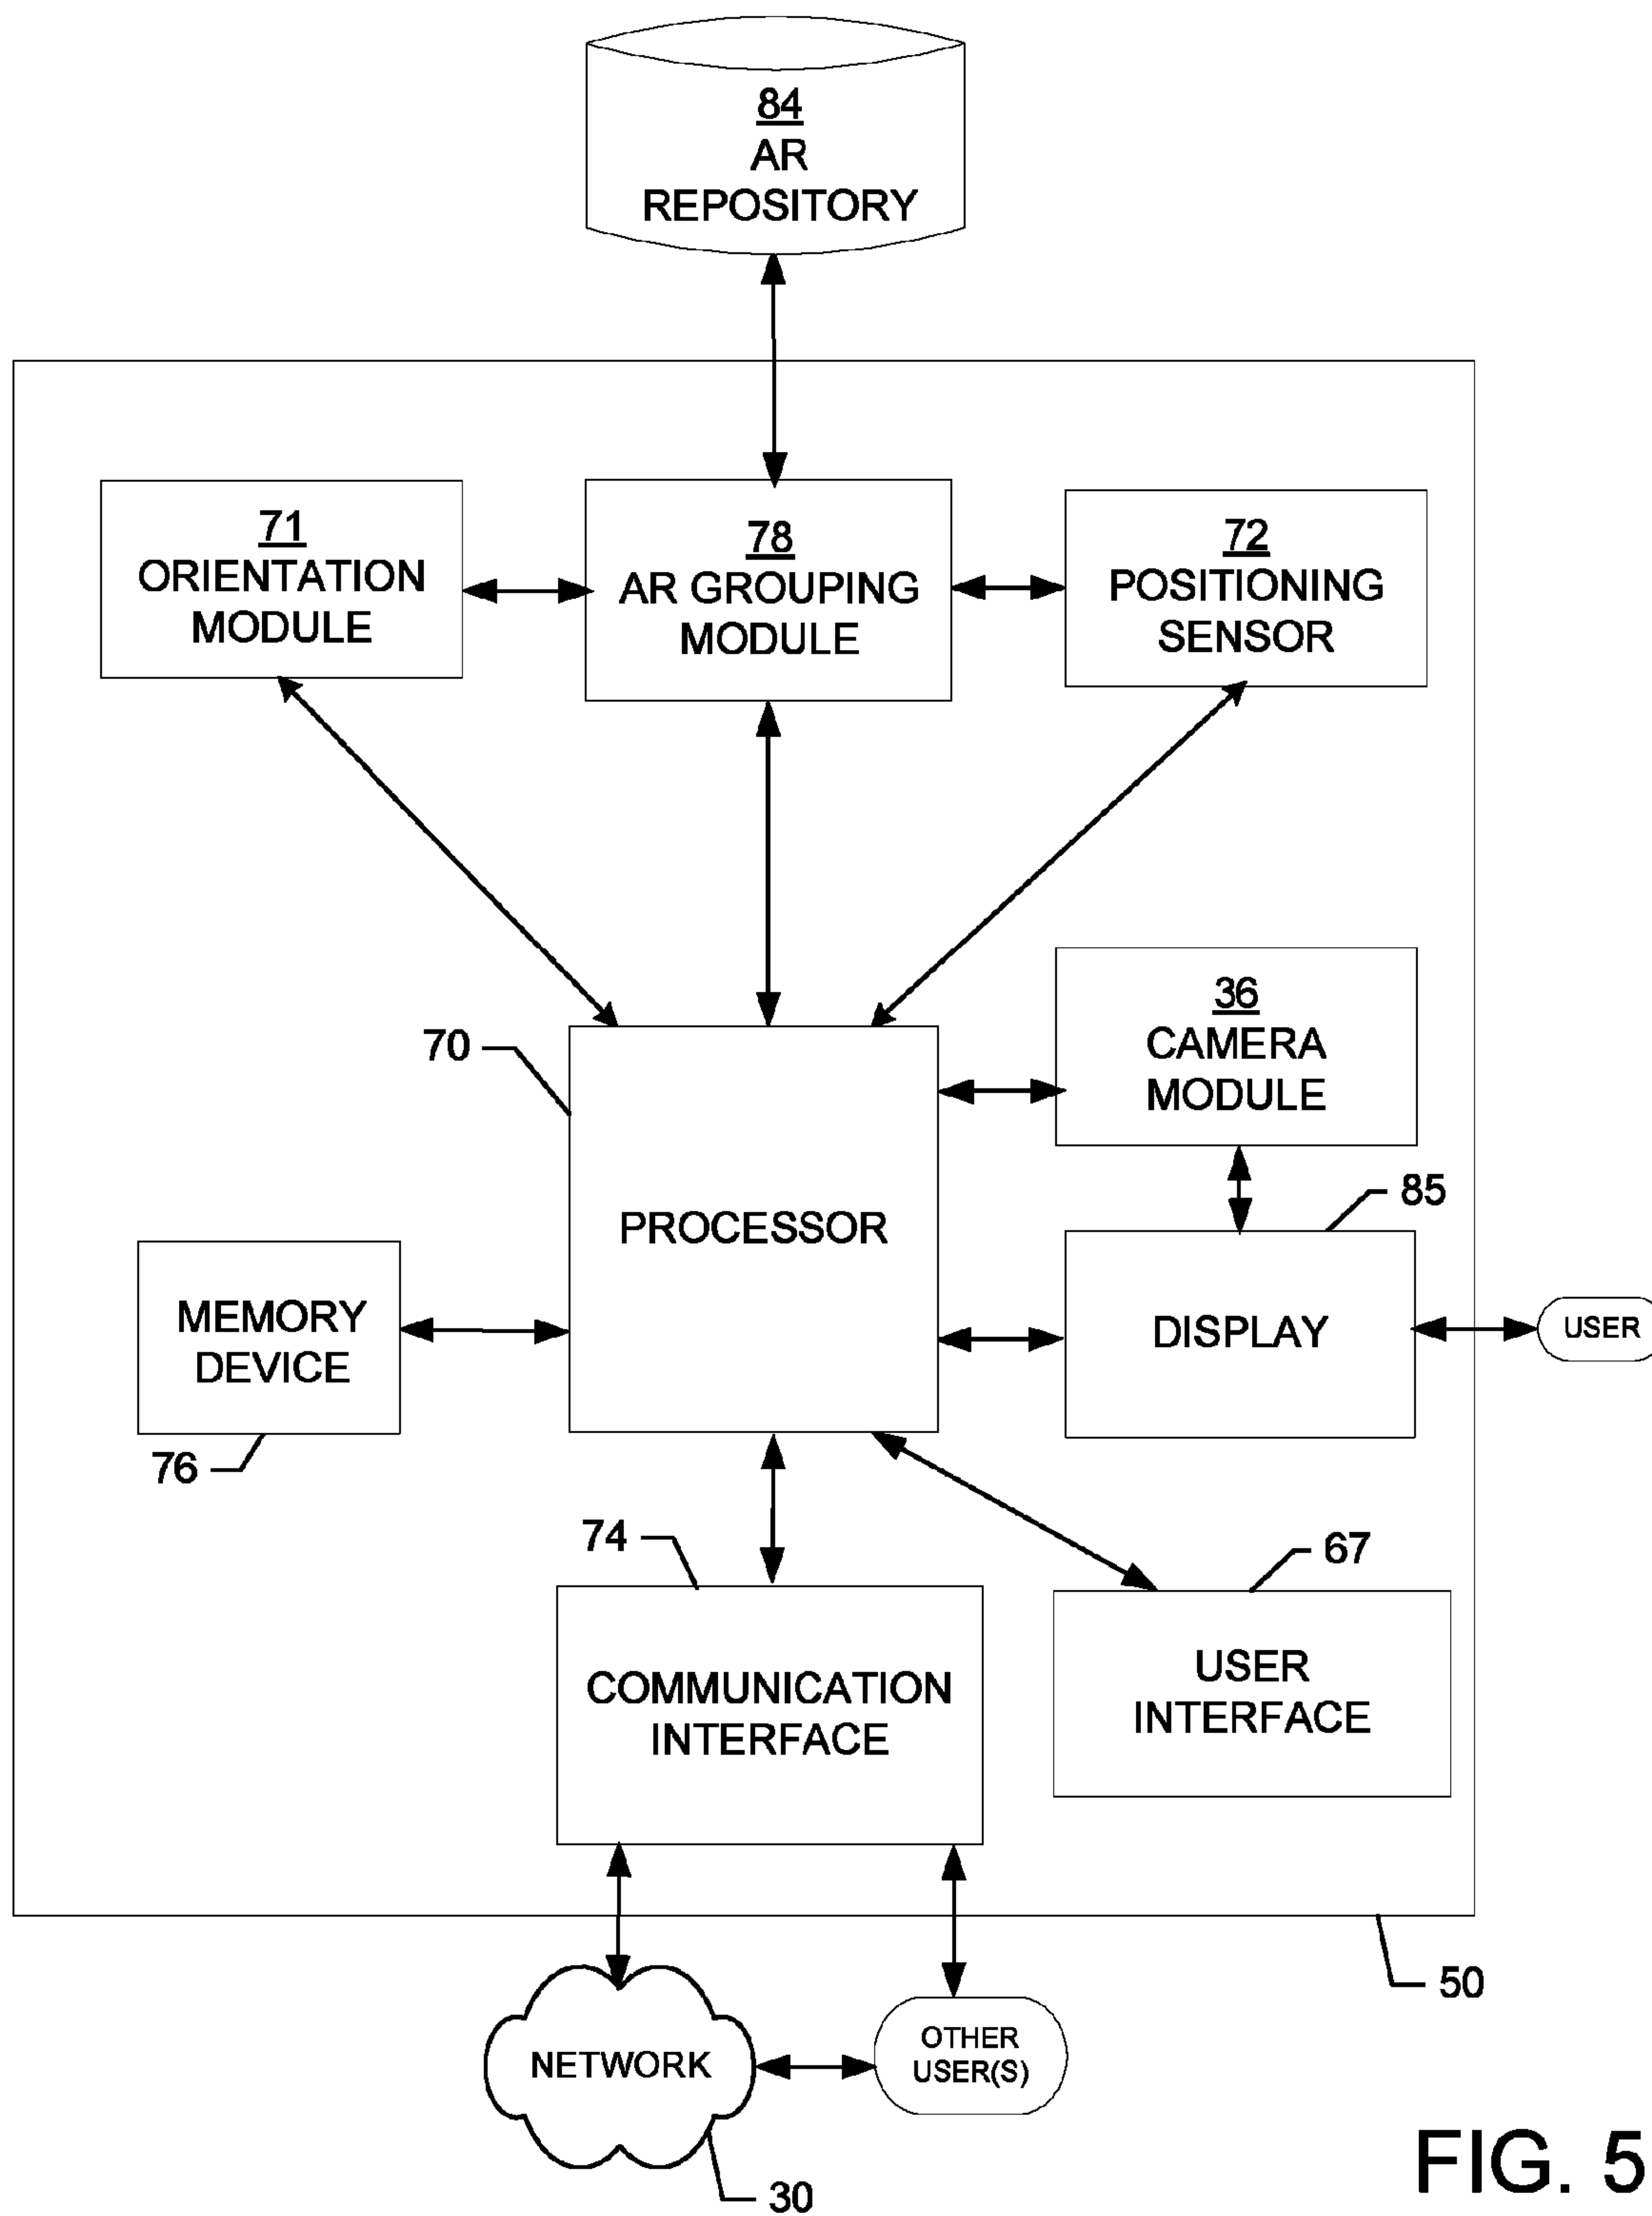 84
AR
REPOSITORY
71
ORIENTATION
MODULE
78
AR GROUPING
MODULE
72
POSITIONING
SENSOR
70
36
CAMERA
MODULE
PROCESSOR
85
MEMORY
DEVICE
DISPLAY
USER
76
74
67
COMMUNICATION
INTERFACE
USER
INTERFACE
50
NETWORK
OTHER
USER(S)
30
FIG. 5